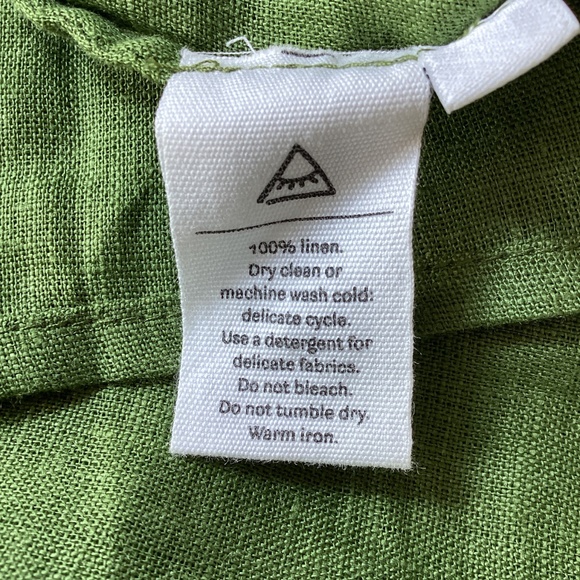 100% linen.
Dry clean or
machine wash cold:
delicate cycle.
Use a detergent for
delicate fabrics.
Do not bleach.
Do not tumble dry.
Warm iron.